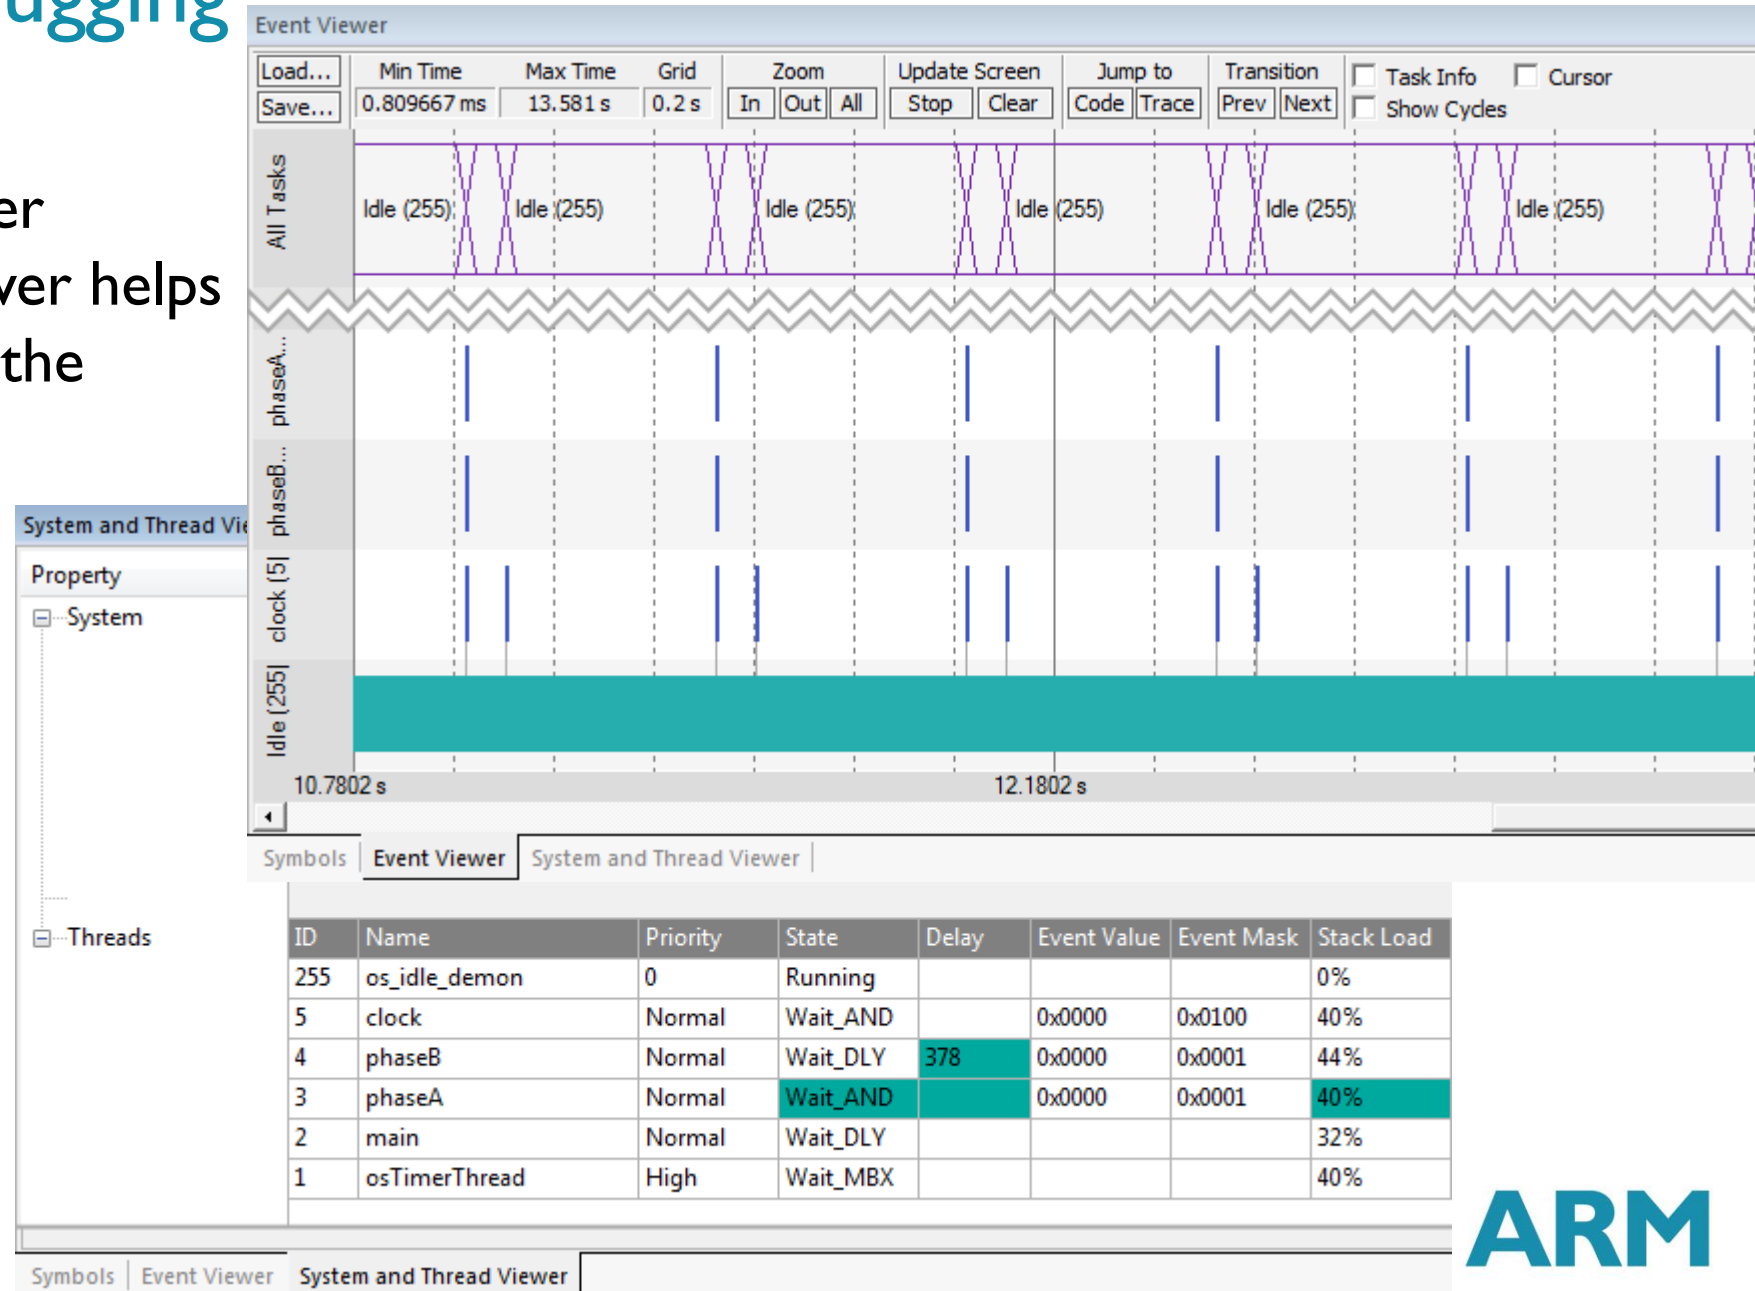 ugging
er
ver helps
the
Event Viewer
Load... Min Time Max Time Grid Zoom Update Screen Jump to Transition Task Info Cursor
Save... 0.809667 ms 13.581 s 0.2 s In Out All Stop Clear Code Trace Prev Next Show Cycles
All Tasks
Idle (255) Idle (255) Idle (255) Idle (255) Idle (255) Idle (255)
phaseA...
phaseB...
clock (5)
Idle (255)
10.7802 s 12.1802 s
Symbols Event Viewer System and Thread Viewer
System and Thread Vie
Property
System
Threads
ID Name Priority State Delay Event Value Event Mask Stack Load
255 os_idle_demon 0 Running 0%
5 clock Normal Wait_AND 0x0000 0x0100 40%
4 phaseB Normal Wait_DLY 378 0x0000 0x0001 44%
3 phaseA Normal Wait_AND 0x0000 0x0001 40%
2 main Normal Wait_DLY 32%
1 osTimerThread High Wait_MBX 40%
Symbols Event Viewer System and Thread Viewer
ARM